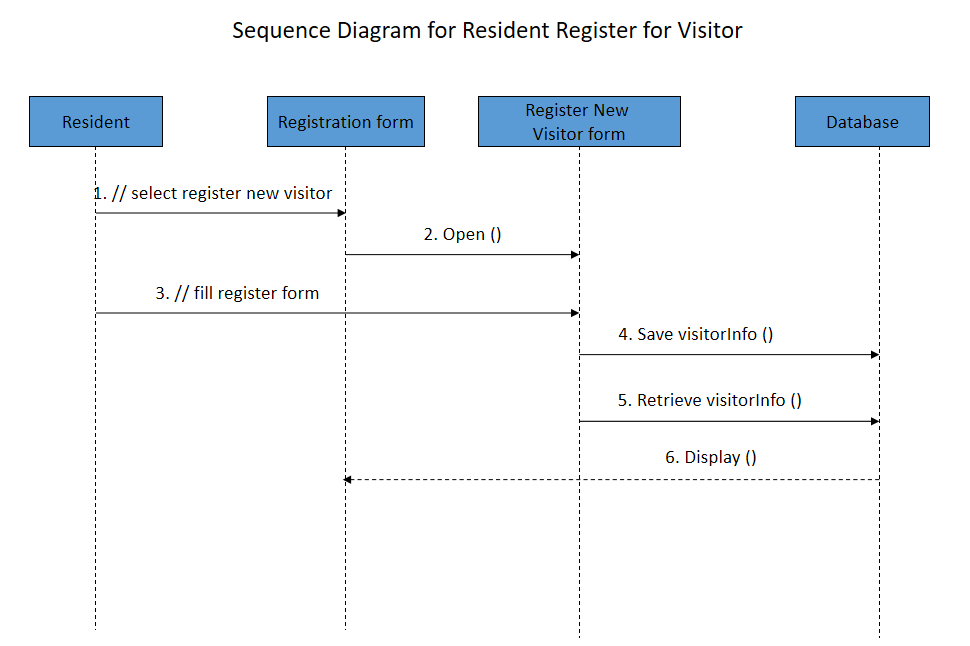 Sequence Diagram for Resident Register for Visitor
Resident
Registration form
Register New
Visitor form
Database
1. // select register new visitor
2. Open ()
3. // fill register form
4. Save visitorInfo ()
5. Retrieve visitorInfo ()
6. Display ()